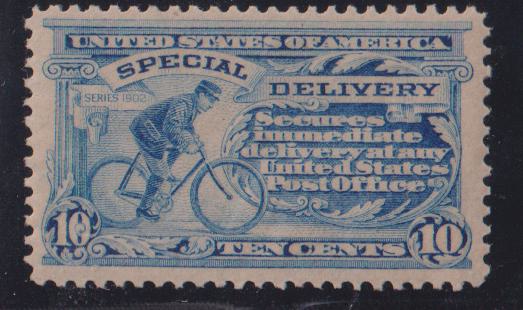 UNITED STATES OF AMERICA
SPECIAL DELIVERY
SERIES 1902
Secures
immediate
delivery at any
United States
Post Office
10 TEN CENTS 10